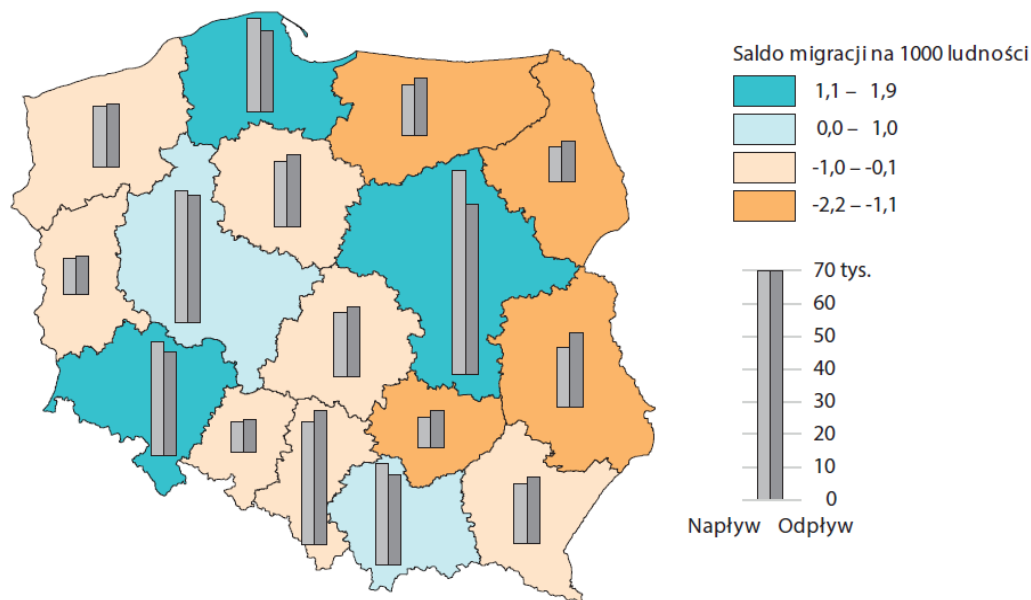 Saldo migracji na 1000 ludności
1,1 – 1,9
0,0 – 1,0
-1,0 – -0,1
-2,2 – -1,1
70 tys.
60
50
40
30
20
10
0
Napływ Odpływ